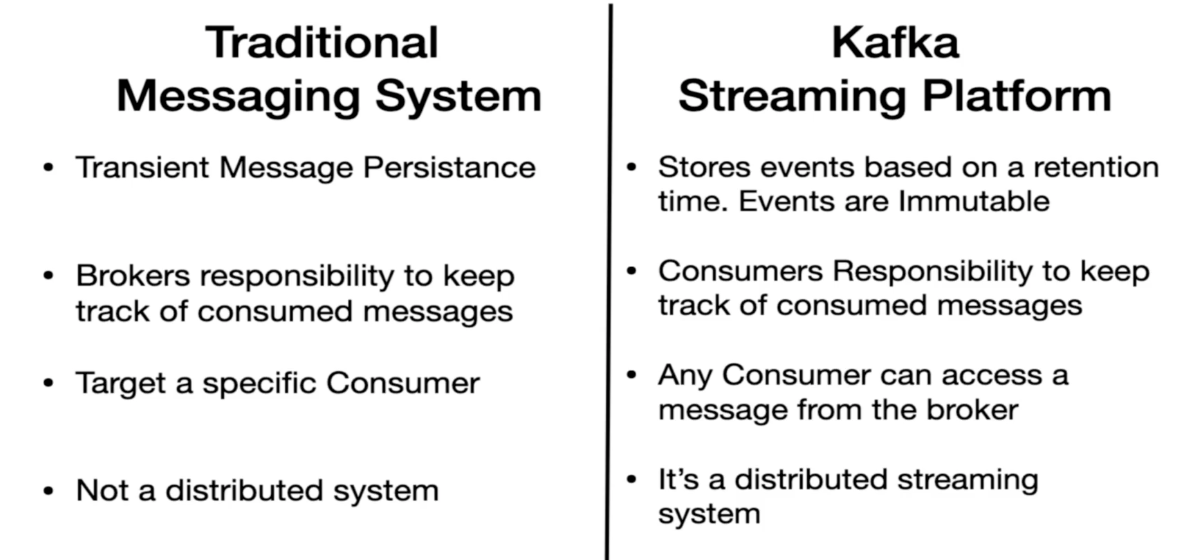 Traditional
Messaging System
• Transient Message Persistance
• Brokers responsibility to keep
track of consumed messages
• Target a specific Consumer
• Not a distributed system
Kafka
Streaming Platform
• Stores events based on a retention
time. Events are Immutable
• Consumers Responsibility to keep
track of consumed messages
• Any Consumer can access a
message from the broker
• It’s a distributed streaming
system